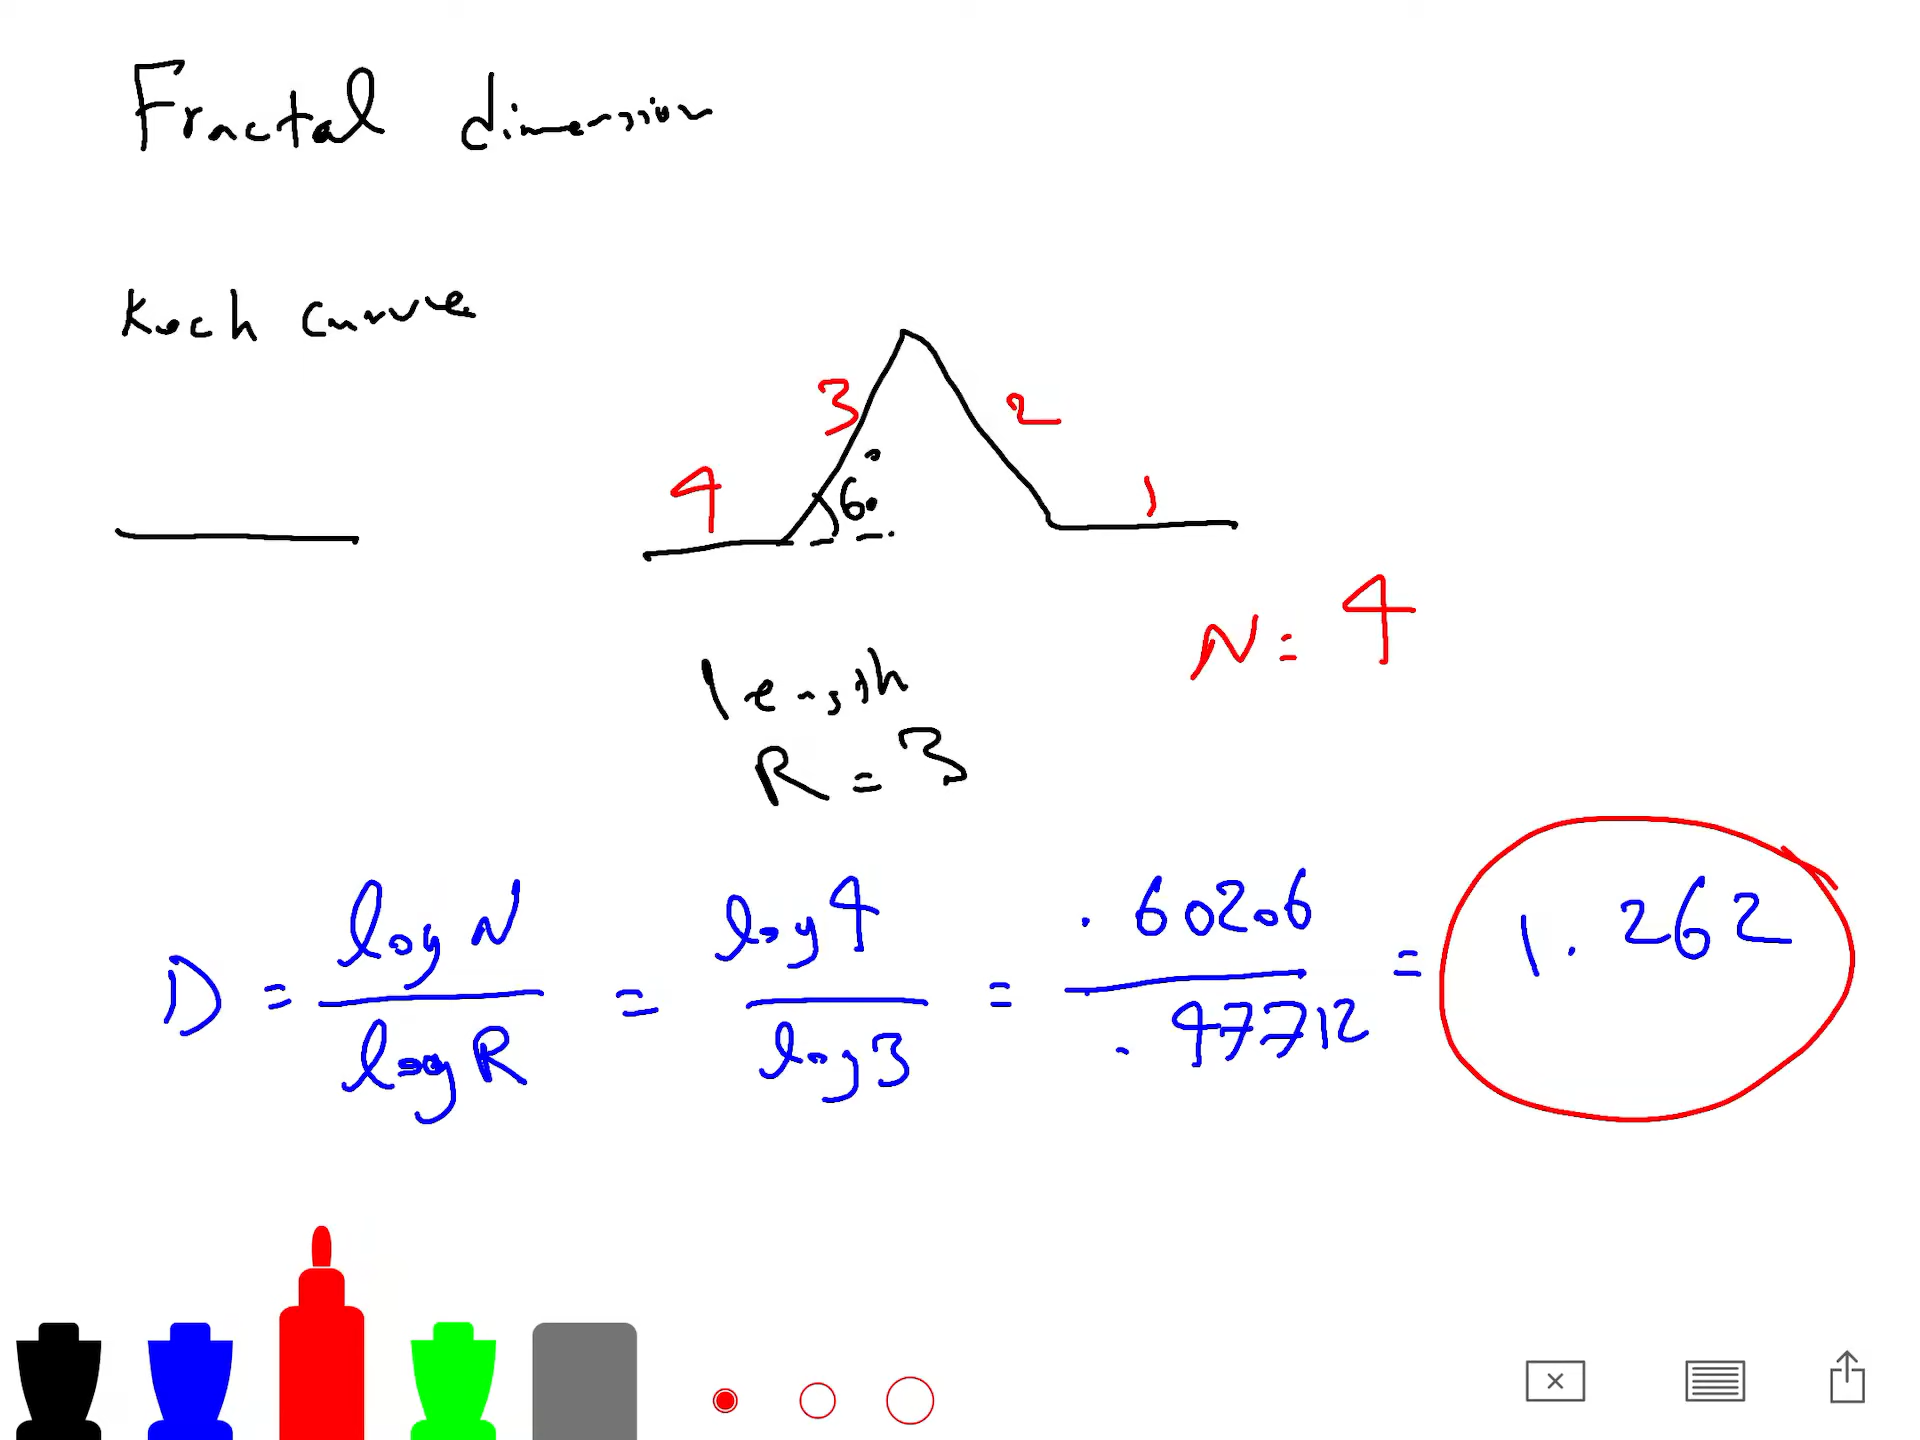 Fractal dimension
Koch curve
3
2
4
60°
1
N = 4
length
R = 3
D = log N / log R = log 4 / log 3 = .60206 / .47712 = 1.262